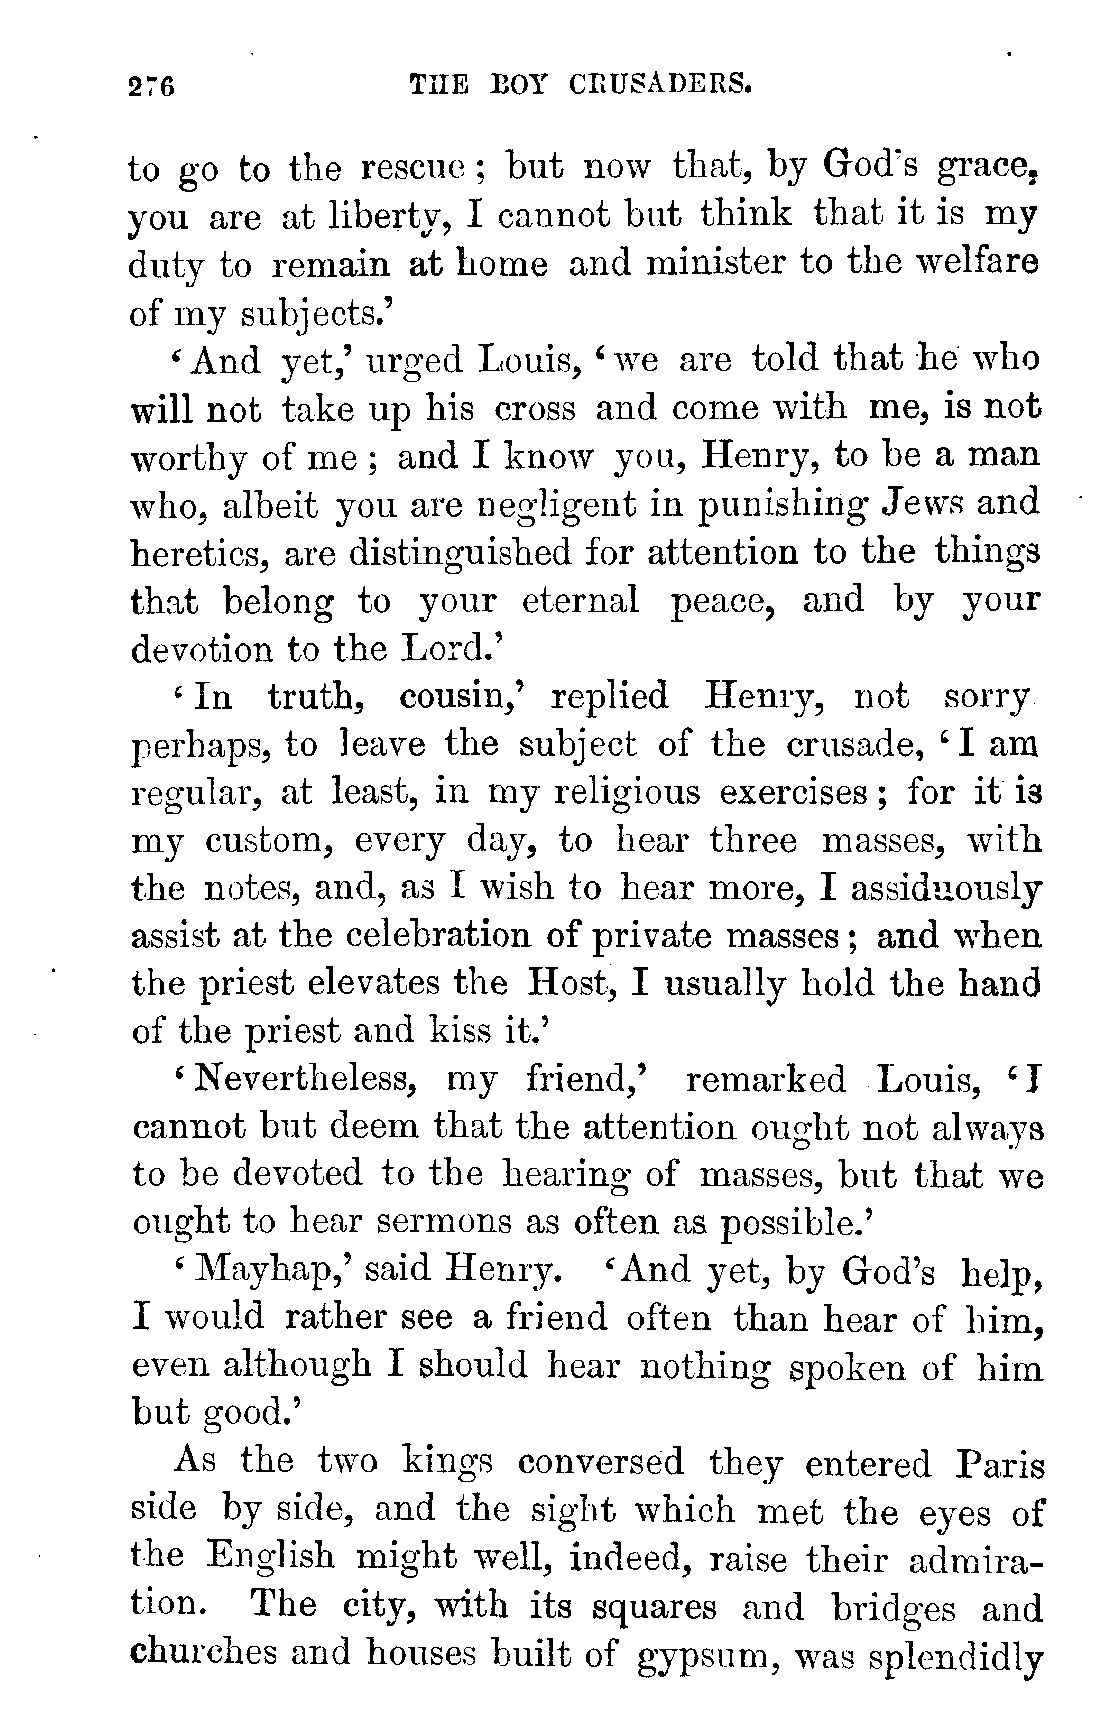 276 THE BOY CRUSADERS.
to go to the rescue ; but now that, by God's grace,
you are at liberty, I cannot but think that it is my
duty to remain at home and minister to the welfare
of my subjects.’
‘ And yet,’ urged Louis, ‘ we are told that he who
will not take up his cross and come with me, is not
worthy of me ; and I know you, Henry, to be a man
who, albeit you are negligent in punishing Jews and
heretics, are distinguished for attention to the things
that belong to your eternal peace, and by your
devotion to the Lord.’
‘ In truth, cousin,’ replied Henry, not sorry
perhaps, to leave the subject of the crusade, ‘ I am
regular, at least, in my religious exercises ; for it is
my custom, every day, to hear three masses, with
the notes, and, as I wish to hear more, I assiduously
assist at the celebration of private masses ; and when
the priest elevates the Host, I usually hold the hand
of the priest and kiss it.’
‘ Nevertheless, my friend,’ remarked Louis, ‘ I
cannot but deem that the attention ought not always
to be devoted to the hearing of masses, but that we
ought to hear sermons as often as possible.’
‘ Mayhap,’ said Henry. ‘ And yet, by God’s help,
I would rather see a friend often than hear of him,
even although I should hear nothing spoken of him
but good.’
As the two kings conversed they entered Paris
side by side, and the sight which met the eyes of
the English might well, indeed, raise their admira-
tion. The city, with its squares and bridges and
churches and houses built of gypsum, was splendidly